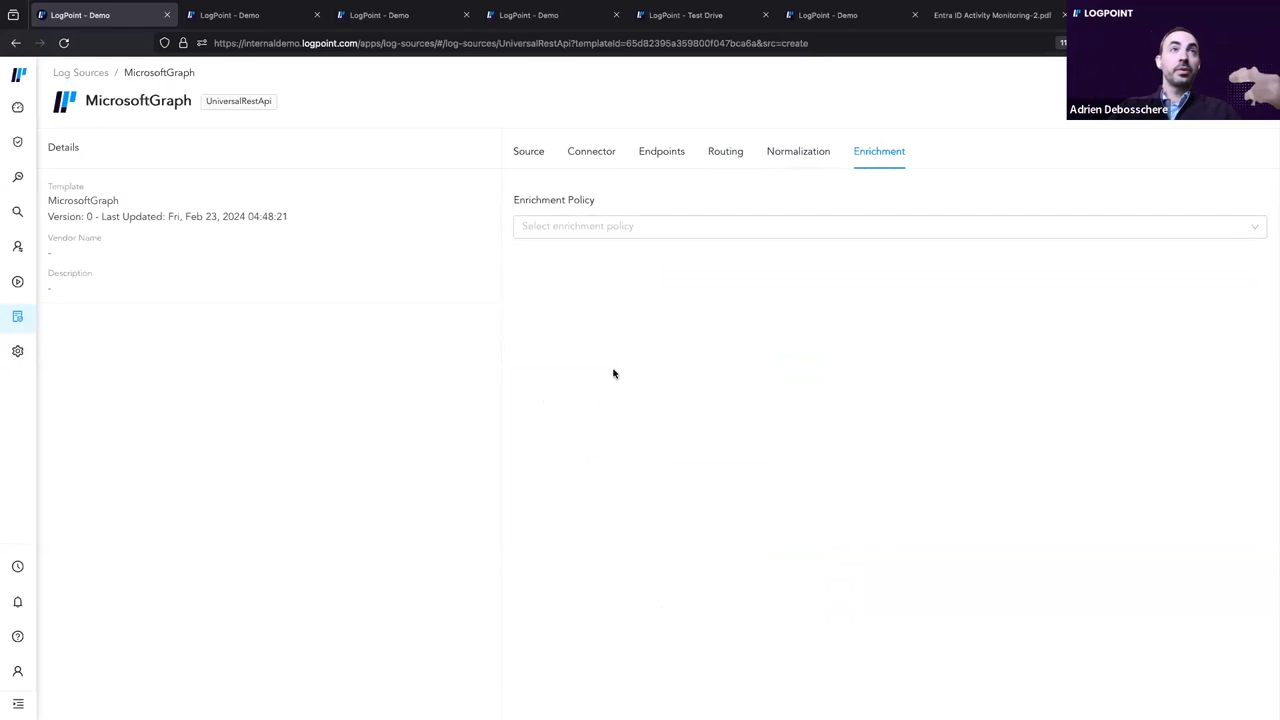 LogPoint - Demo
LogPoint - Demo
LogPoint - Demo
LogPoint - Demo
LogPoint - Test Drive
LogPoint - Demo
Entra ID Activity Monitoring-2.pdf
https://internaldemo.logpoint.com/apps/log-sources/#/log-sources/UniversalRestApi?templateId=65d82395a359800f047bca6a&src=create
LOGPOINT
Adrien Debosschere
Log Sources / MicrosoftGraph
MicrosoftGraph
UniversalRestApi
Details
Template
MicrosoftGraph
Version: 0 - Last Updated: Fri, Feb 23, 2024 04:48:21
Vendor Name
-
Description
-
Source
Connector
Endpoints
Routing
Normalization
Enrichment
Enrichment Policy
Select enrichment policy